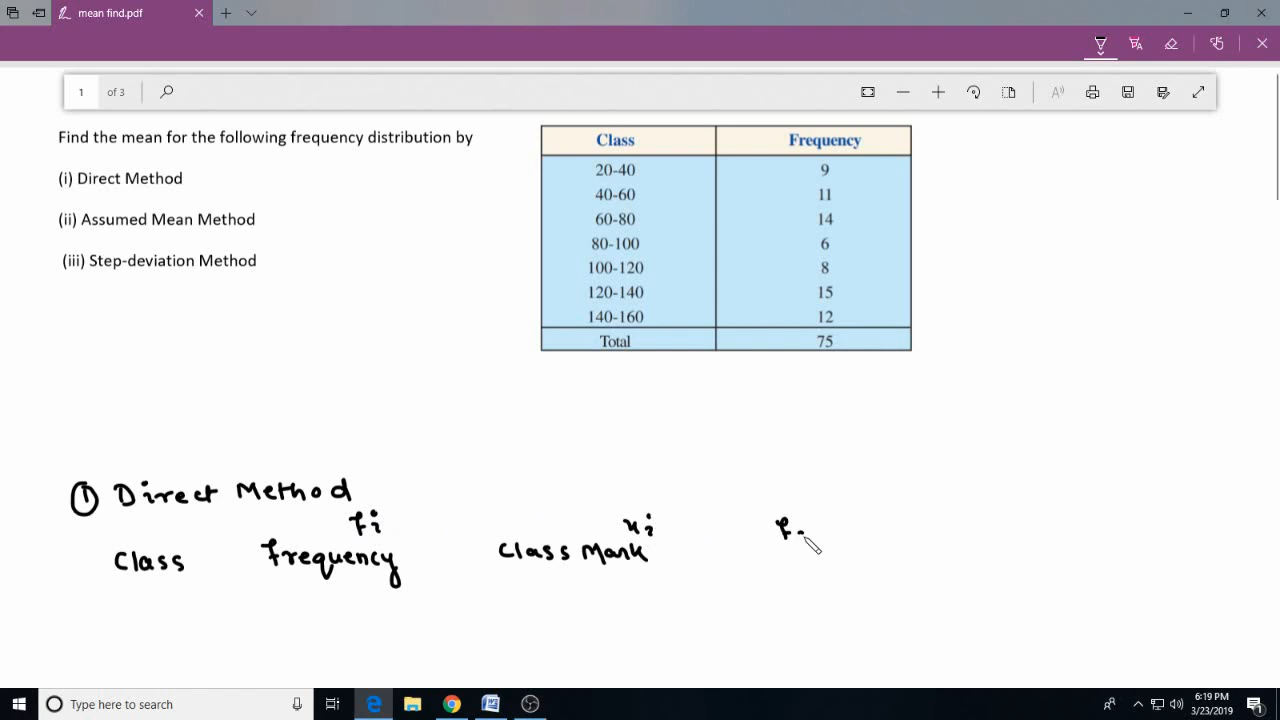 mean find.pdf
1 of 3
Find the mean for the following frequency distribution by
(i) Direct Method
(ii) Assumed Mean Method
(iii) Step-deviation Method
Class Frequency
20-40 9
40-60 11
60-80 14
80-100 6
100-120 8
120-140 15
140-160 12
Total 75
① Direct Method
fi xi f
Class Frequency Class Mark
Type here to search
6:19 PM
3/23/2019